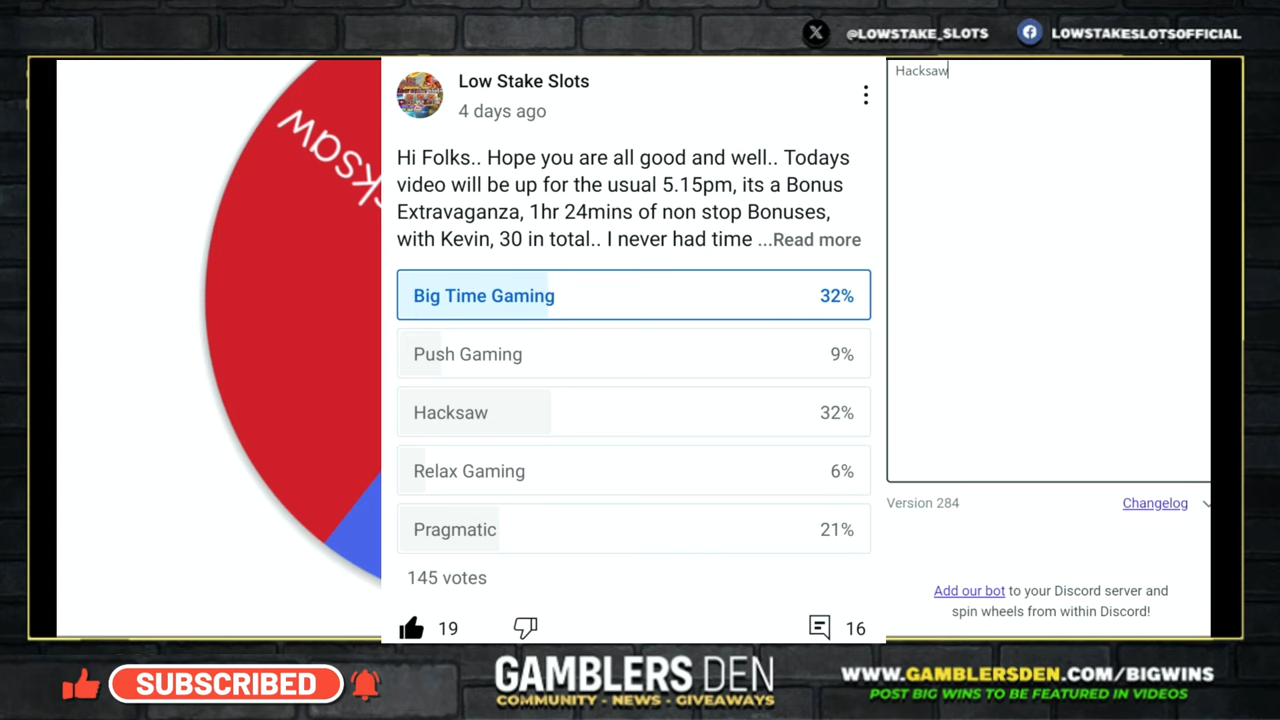 @LOWSTAKE_SLOTS
LOWSTAKESLOTSOFFICIAL
cksaw
Low Stake Slots
4 days ago
Hi Folks.. Hope you are all good and well.. Todays
video will be up for the usual 5.15pm, its a Bonus
Extravaganza, 1hr 24mins of non stop Bonuses,
with Kevin, 30 in total.. I never had time ...Read more
Big Time Gaming 32%
Push Gaming 9%
Hacksaw 32%
Relax Gaming 6%
Pragmatic 21%
145 votes
19
16
Hacksaw
Version 284 Changelog
Add our bot to your Discord server and
spin wheels from within Discord!
SUBSCRIBED
GAMBLERS DEN
COMMUNITY - NEWS - GIVEAWAYS
WWW.GAMBLERSDEN.COM/BIGWINS
POST BIG WINS TO BE FEATURED IN VIDEOS